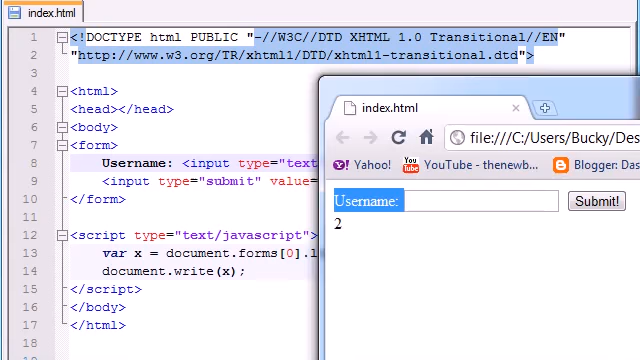 index.html
1 <!DOCTYPE html PUBLIC "-//W3C//DTD XHTML 1.0 Transitional//EN"
2 "http://www.w3.org/TR/xhtml1/DTD/xhtml1-transitional.dtd">
3
4 <html>
5 <head></head>
6 <body>
7 <form>
8 Username: <input type="text
9 <input type="submit" value=
10 </form>
11
12 <script type="text/javascript">
13 var x = document.forms[0].l
14 document.write(x);
15 </script>
16 </body>
17 </html>
18
index.html
file:///C:/Users/Bucky/Des
Yahoo! YouTube - thenewb Blogger: Das
Username: Submit!
2